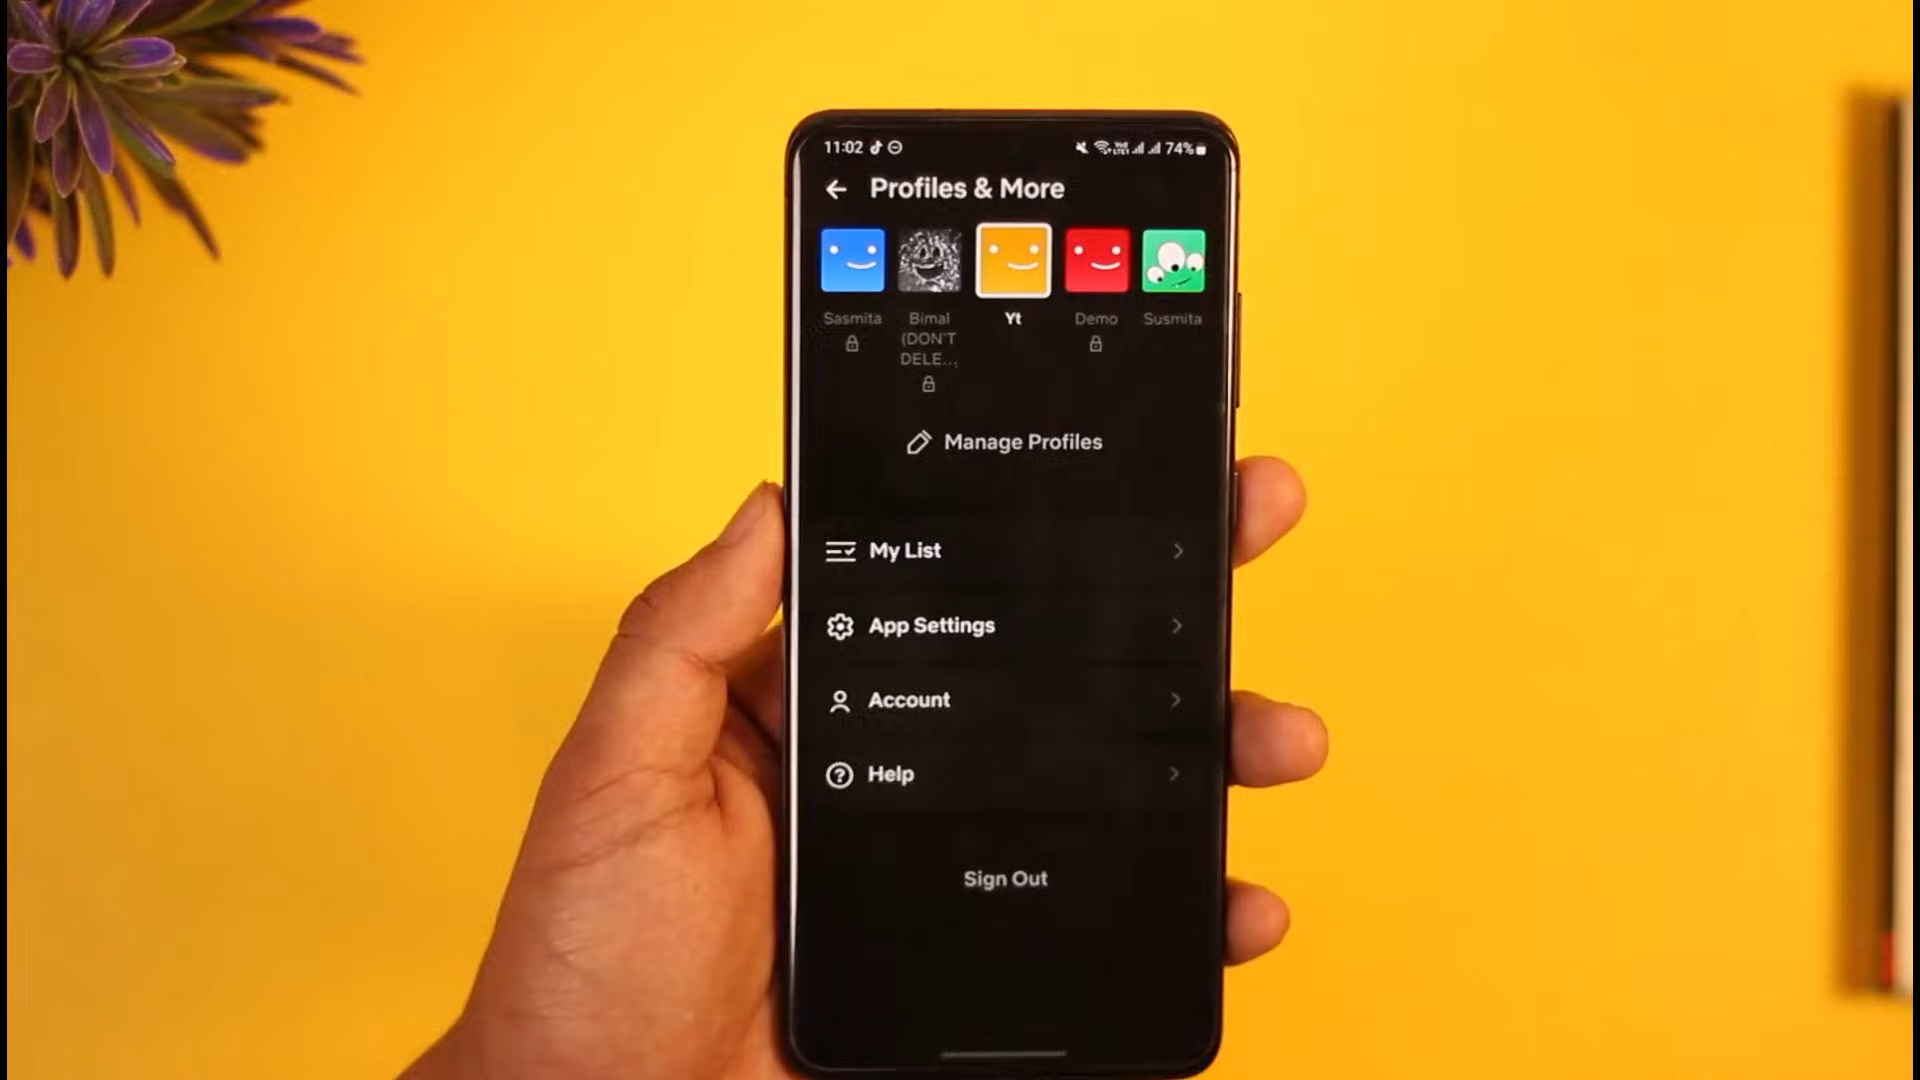 11:02 74%
Profiles & More
Sasmita Bimal (DON'T DELE... Yt Demo Susmita
Manage Profiles
My List
App Settings
Account
Help
Sign Out